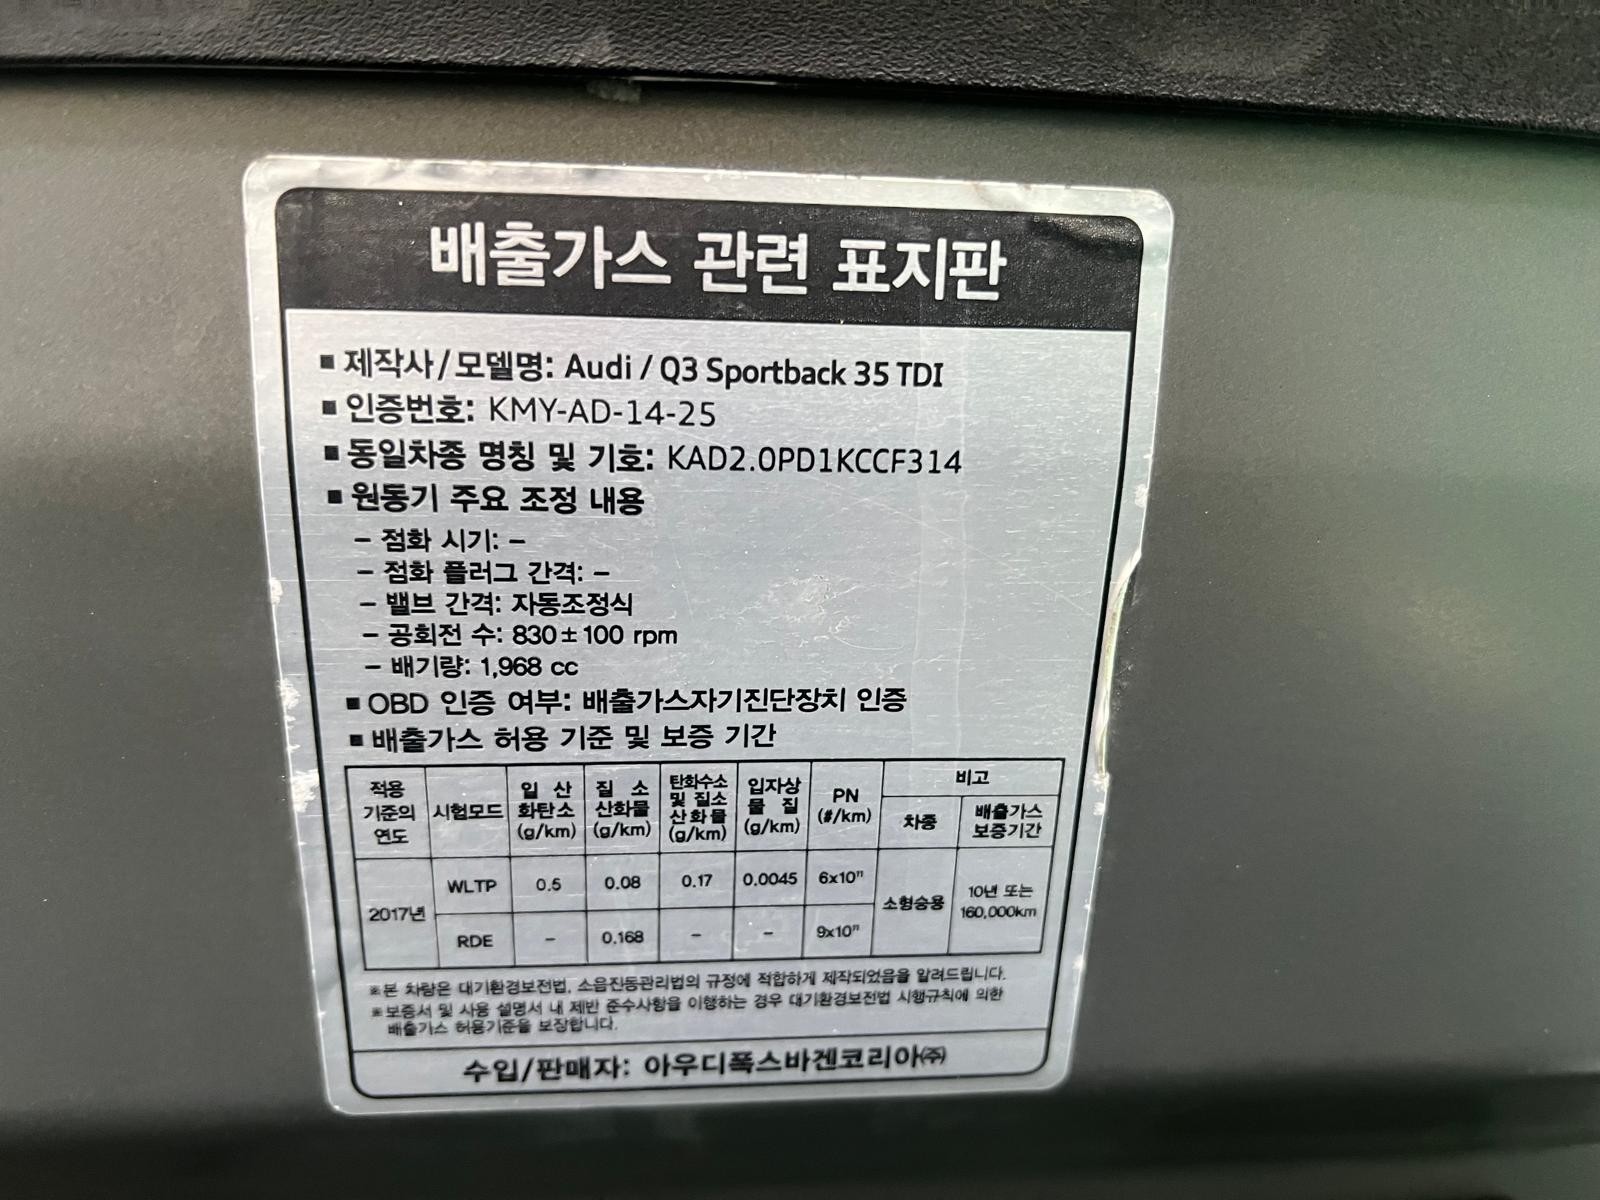 배출가스 관련 표지판
■ 제작사/모델명: Audi / Q3 Sportback 35 TDI
■ 인증번호: KMY-AD-14-25
■ 동일차종 명칭 및 기호: KAD2.0PD1KCCF314
■ 원동기 주요 조정 내용
– 점화 시기: –
– 점화 플러그 간격: –
– 밸브 간격: 자동조정식
– 공회전 수: 830±100 rpm
– 배기량: 1,968 cc
■ OBD 인증 여부: 배출가스자기진단장치 인증
■ 배출가스 허용 기준 및 보증 기간
적용 기준의 연도 시험모드 일 산화탄소 (g/km) 질 소 산화물 (g/km) 탄화수소 및 질소 산화물 (g/km) 입자상 물 질 (g/km) PN (#/km) 비고
차종 배출가스 보증기간
2017년 WLTP 0.5 0.08 0.17 0.0045 6x10¹¹ 소형승용 10년 또는 160,000km
RDE – 0.168 – – 9x10¹¹
※본 차량은 대기환경보전법, 소음진동관리법의 규정에 적합하게 제작되었음을 알려드립니다.
※보증서 및 사용 설명서 내 제반 준수사항을 이행하는 경우 대기환경보전법 시행규칙에 의한
배출가스 허용기준을 보장합니다.
수입/판매자: 아우디폭스바겐코리아㈜